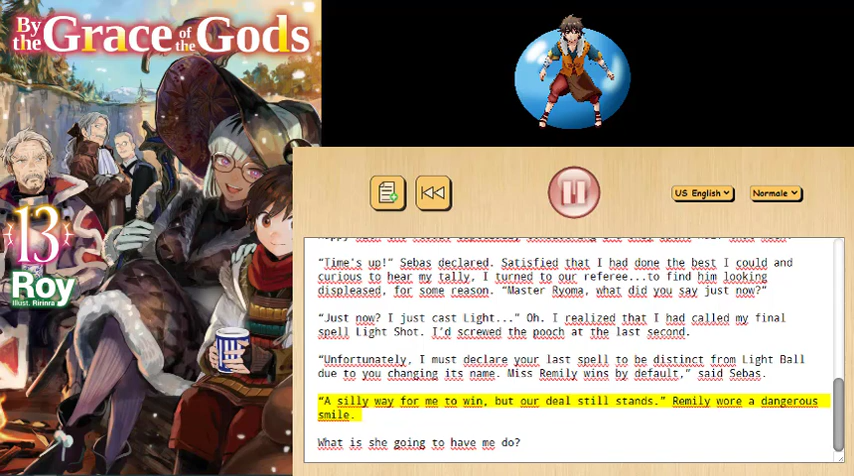 By
the Grace of the Gods
13
Roy
Illust. Ririnra
US English
Normale
“Time’s up!” Sebas declared. Satisfied that I had done the best I could and
curious to hear my tally, I turned to our referee...to find him looking
displeased, for some reason. “Master Ryoma, what did you say just now?”
“Just now? I just cast Light...” Oh. I realized that I had called my final
spell Light Shot. I’d screwed the pooch at the last second.
“Unfortunately, I must declare your last spell to be distinct from Light Ball
due to you changing its name. Miss Remily wins by default,” said Sebas.
“A silly way for me to win, but our deal still stands.” Remily wore a dangerous
smile.
What is she going to have me do?